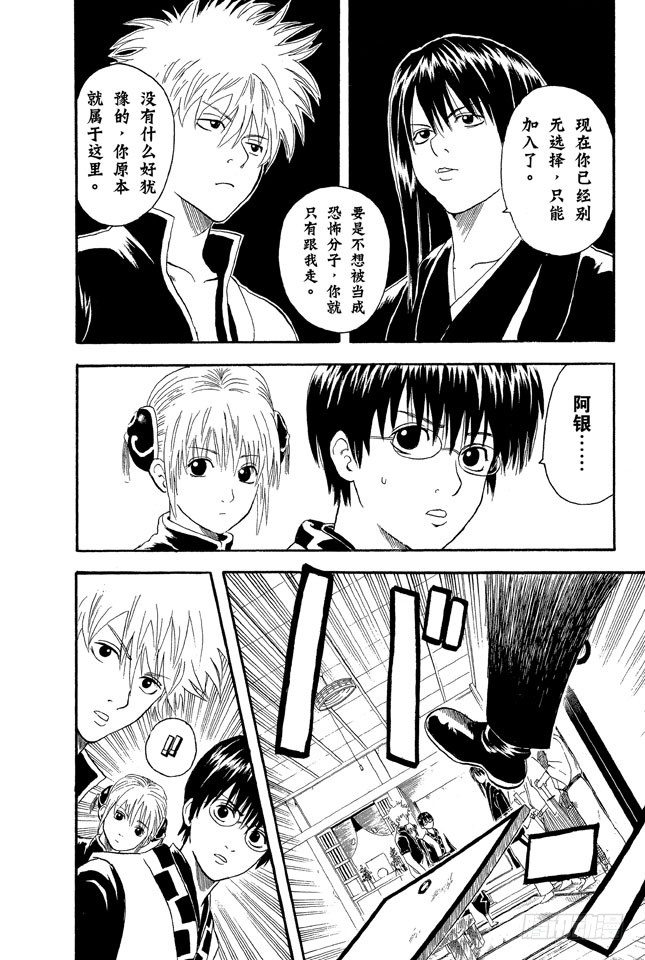 现在你已经别
无选择，只能
加入了。
要是不想被当成
恐怖分子，你就
只有跟我走。
没有什么好犹
豫的，你原本
就属于这里。
阿银……
!!
バン